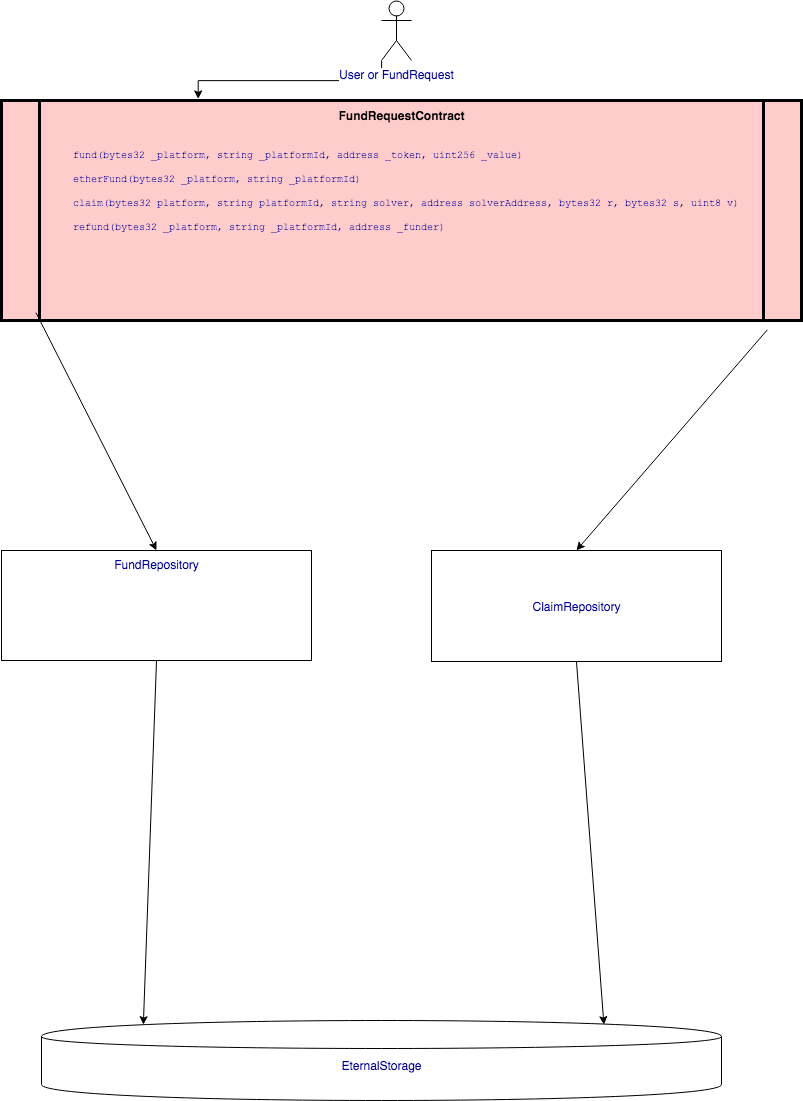 User or FundRequest
FundRequestContract
fund(bytes32 _platform, string _platformId, address _token, uint256 _value)
etherFund(bytes32 _platform, string _platformId)
claim(bytes32 platform, string platformId, string solver, address solverAddress, bytes32 r, bytes32 s, uint8 v)
refund(bytes32 _platform, string _platformId, address _funder)
FundRepository
ClaimRepository
EternalStorage